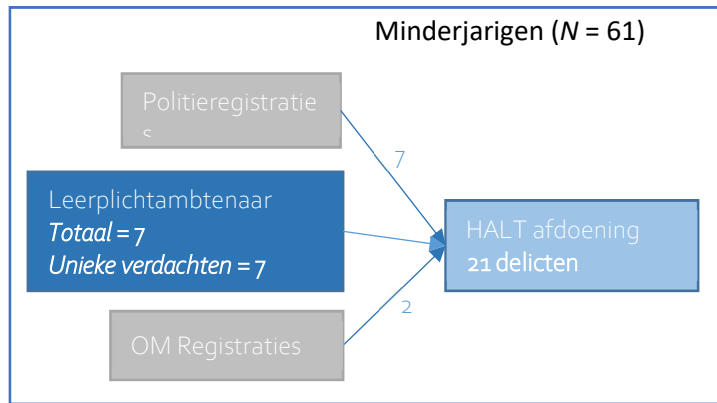 Minderjarigen (N = 61)
Politieregistratie
s
7
Leerplichtambtenaar
Totaal = 7
Unieke verdachten = 7
HALT afdoening
21 delicten
2
OM Registraties